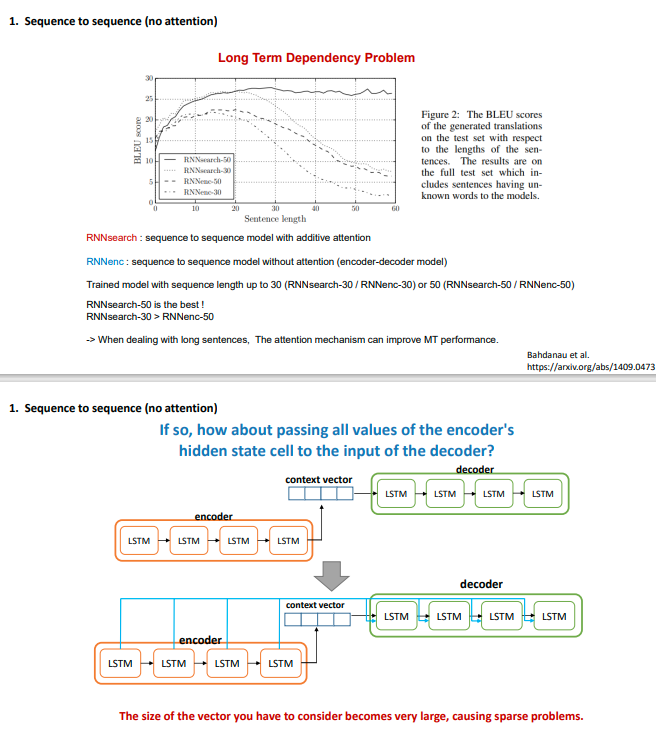 1. Sequence to sequence (no attention)
Long Term Dependency Problem
30
25
20
15
10
5
0
BLEU score
RNNsearch-50
RNNsearch-30
RNNenc-50
RNNenc-30
0 10 20 30 40 50 60
Sentence length
Figure 2: The BLEU scores
of the generated translations
on the test set with respect
to the lengths of the sen-
tences. The results are on
the full test set which in-
cludes sentences having un-
known words to the models.
RNNsearch : sequence to sequence model with additive attention
RNNenc : sequence to sequence model without attention (encoder-decoder model)
Trained model with sequence length up to 30 (RNNsearch-30 / RNNenc-30) or 50 (RNNsearch-50 / RNNenc-50)
RNNsearch-50 is the best !
RNNsearch-30 > RNNenc-50
-> When dealing with long sentences, The attention mechanism can improve MT performance.
Bahdanau et al.
https://arxiv.org/abs/1409.0473
1. Sequence to sequence (no attention)
If so, how about passing all values of the encoder's
hidden state cell to the input of the decoder?
decoder
context vector
LSTM LSTM LSTM LSTM
encoder
LSTM LSTM LSTM LSTM
decoder
context vector
LSTM LSTM LSTM LSTM
encoder
LSTM LSTM LSTM LSTM
The size of the vector you have to consider becomes very large, causing sparse problems.